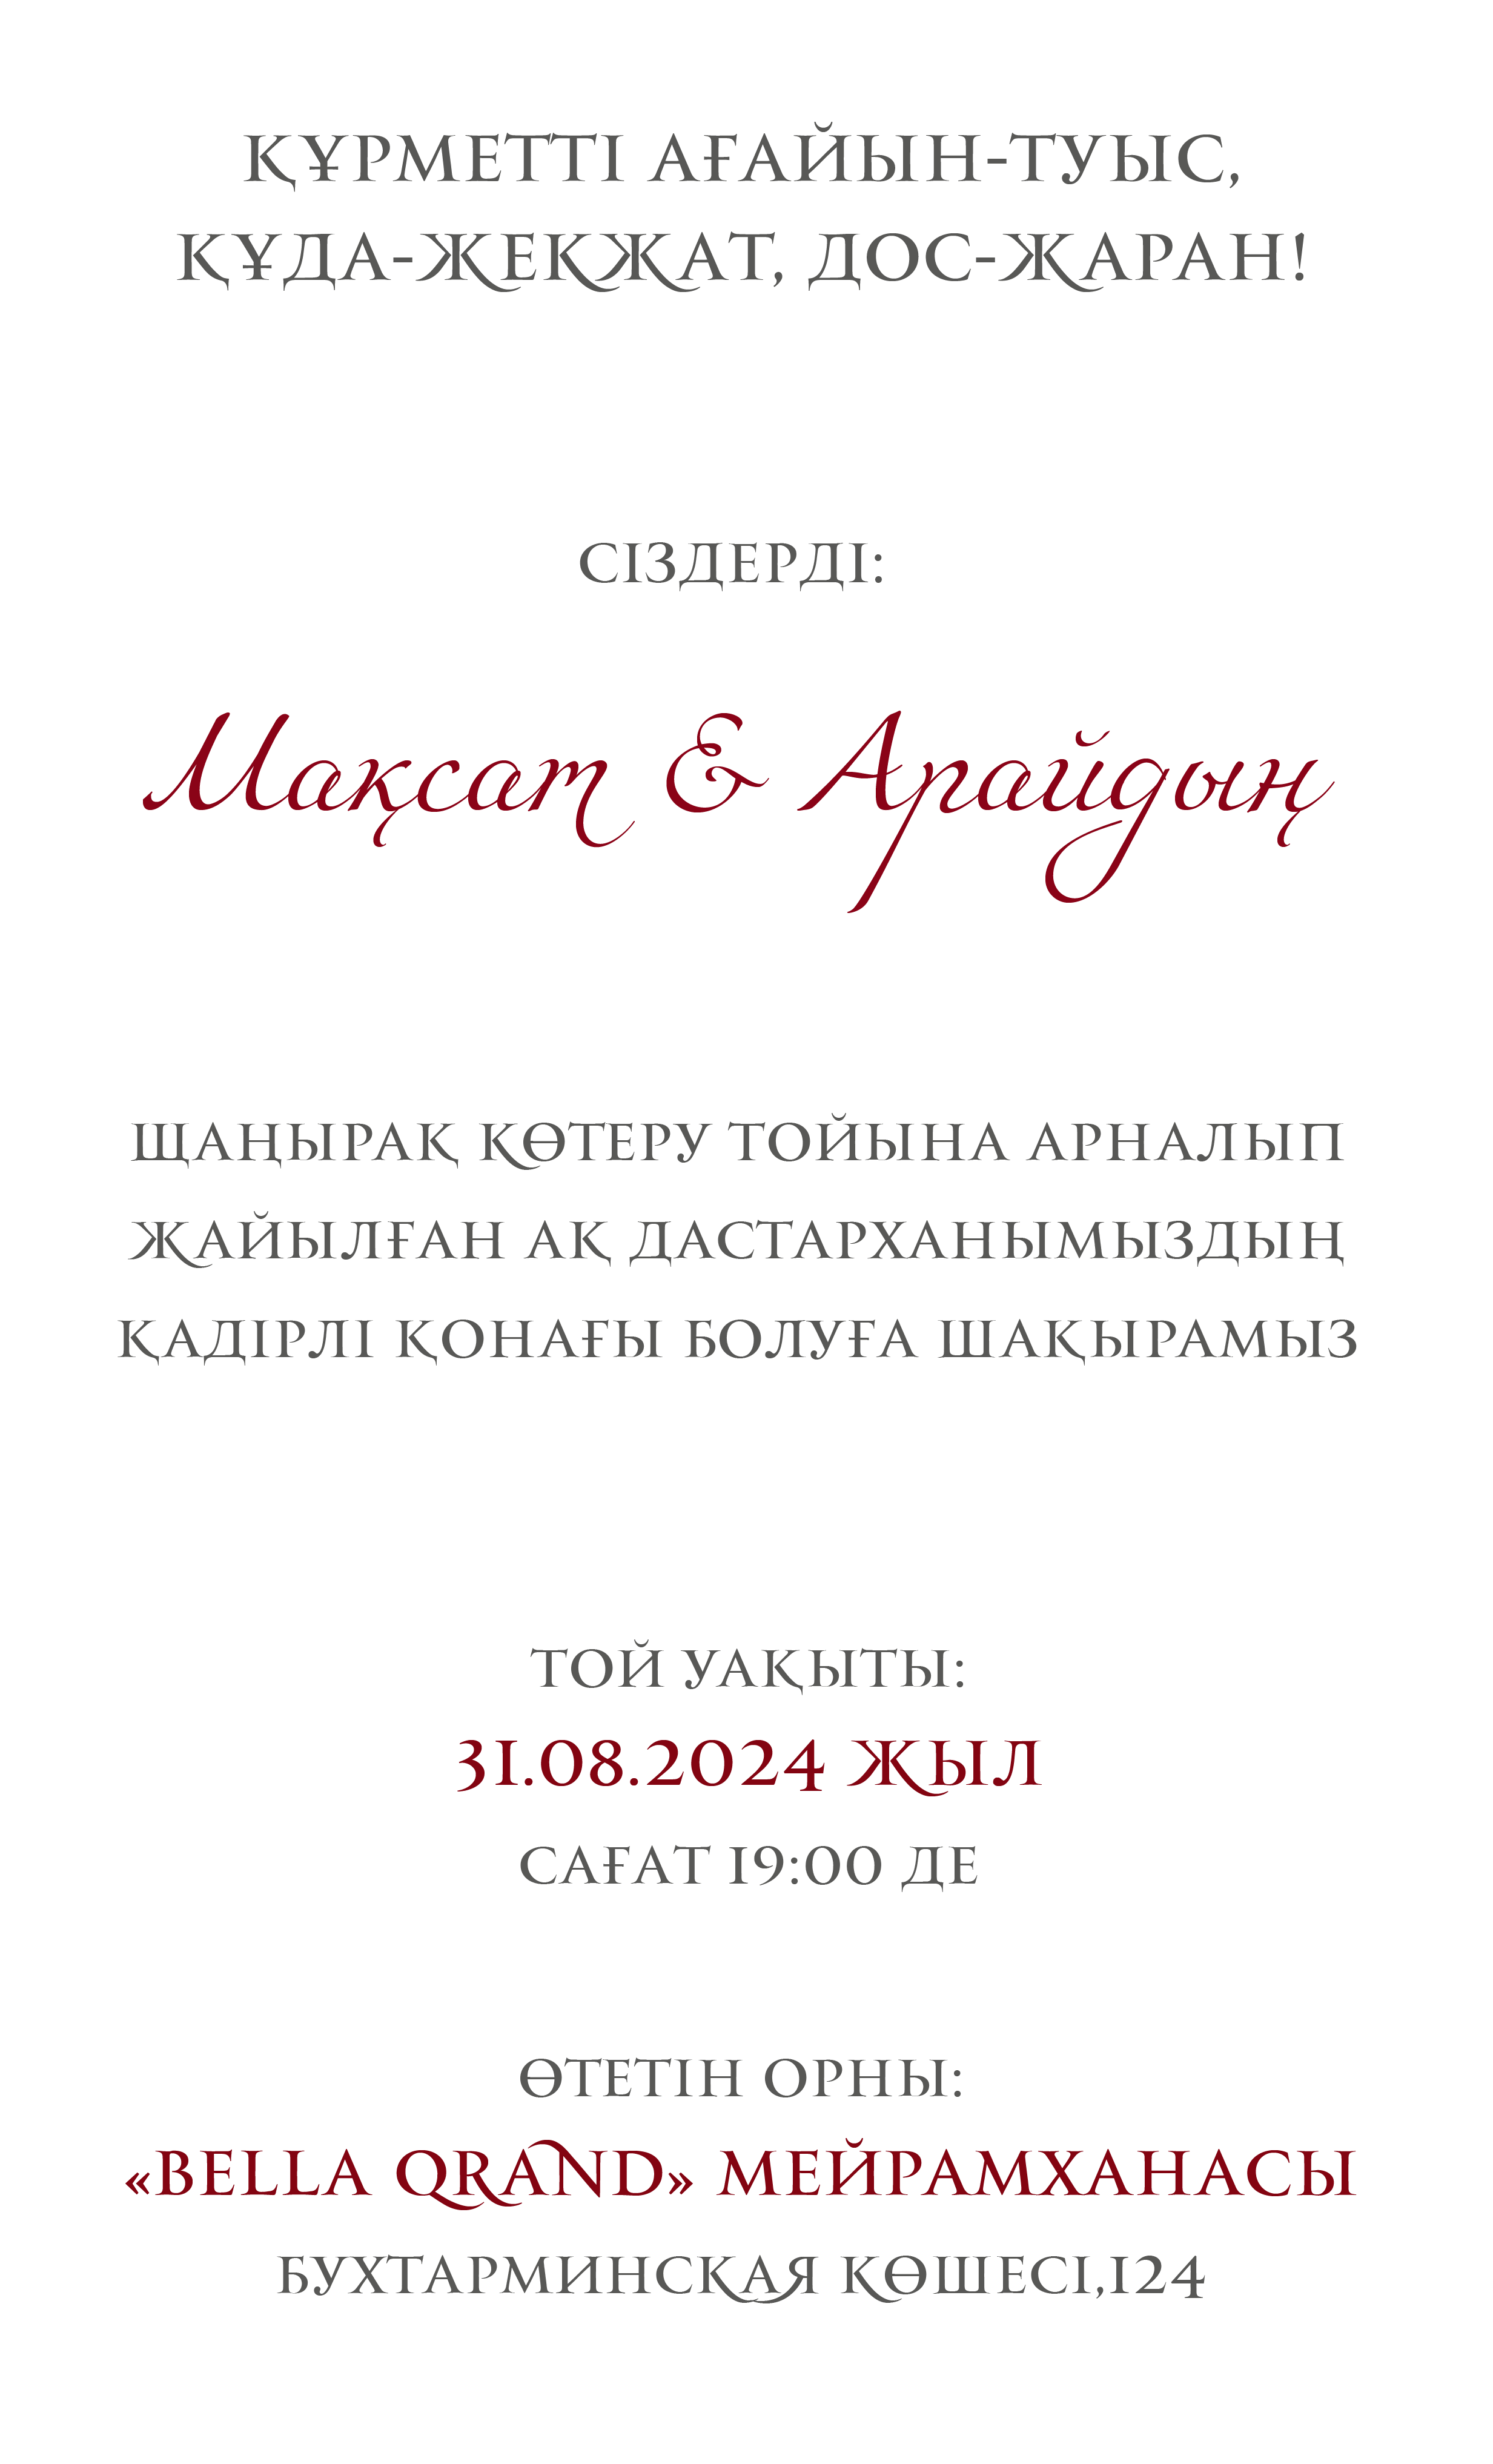 ҚҰРМЕТТІ АҒАЙЫН-ТУЫС,
ҚҰДА-ЖЕКЖАТ, ДОС-ЖАРАН!
СІЗДЕРДІ:
Мақсат & Арайдың
ЩАҢЫРАҚ КӨТЕРУ ТОЙЫНА АРНАЛЫП
ЖАЙЫЛҒАН АҚ ДАСТАРХАНЫМЫЗДЫҢ
ҚАДІРЛІ ҚОНАҒЫ БОЛУҒА ШАҚЫРАМЫЗ
ТОЙ УАҚЫТЫ:
31.08.2024 ЖЫЛ
САҒАТ 19:00 ДЕ
ӨТЕТІН ОРНЫ:
«BELLA QRAND» МЕЙРАМХАНАСЫ
БУХТАРМИНСКАЯ КӨШЕСІ,124